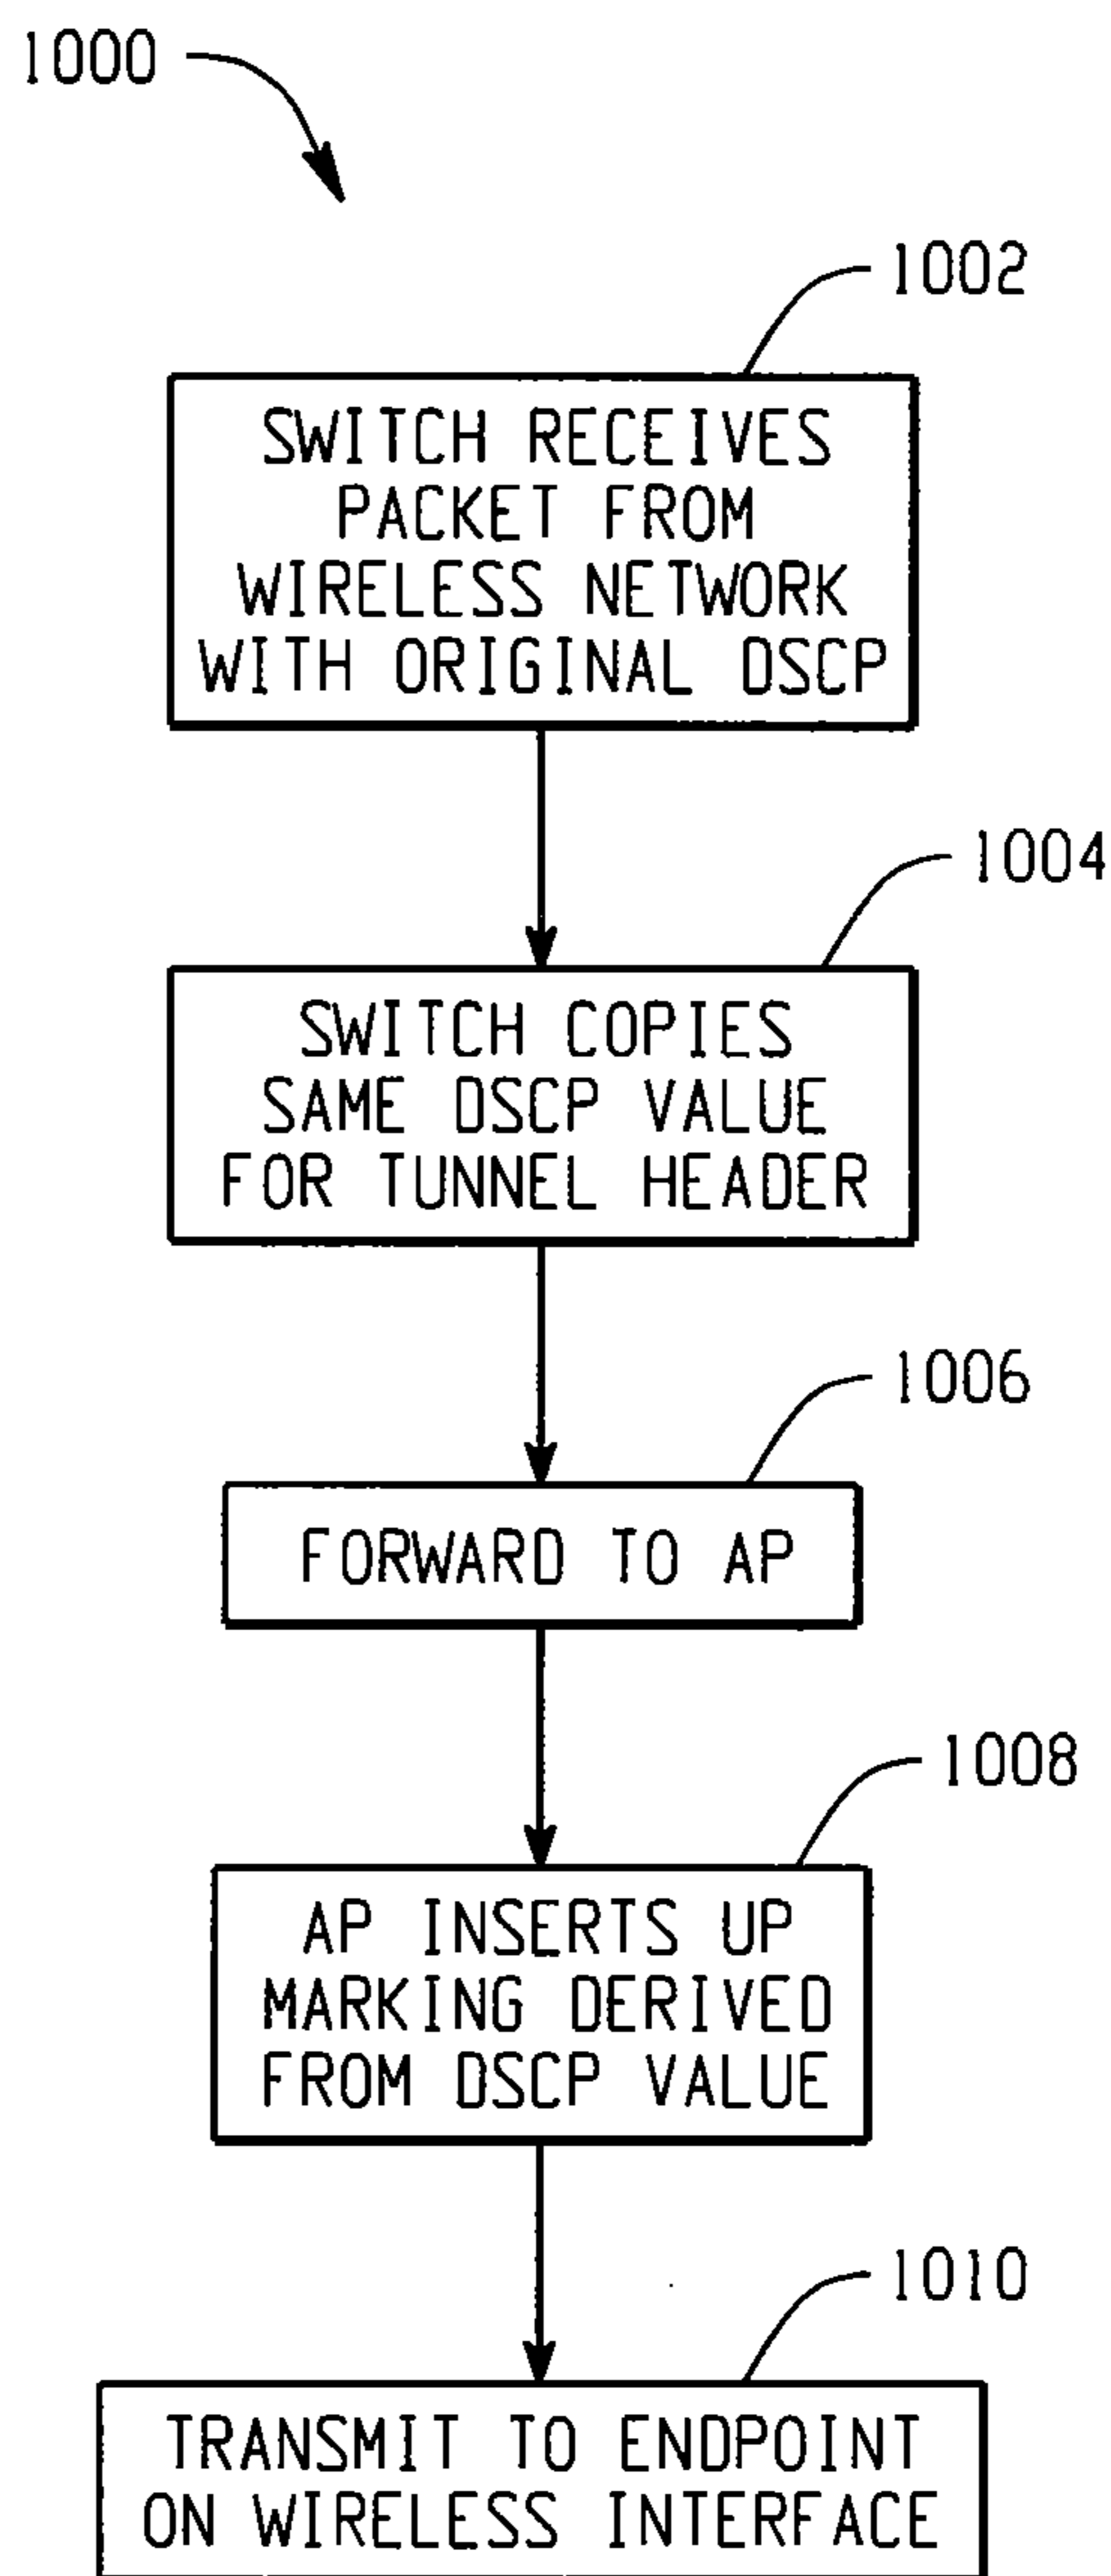 1000
1002
SWITCH RECEIVES
PACKET FROM
WIRELESS NETWORK
WITH ORIGINAL DSCP
1004
SWITCH COPIES
SAME DSCP VALUE
FOR TUNNEL HEADER
1006
FORWARD TO AP
1008
AP INSERTS UP
MARKING DERIVED
FROM DSCP VALUE
1010
TRANSMIT TO ENDPOINT
ON WIRELESS INTERFACE